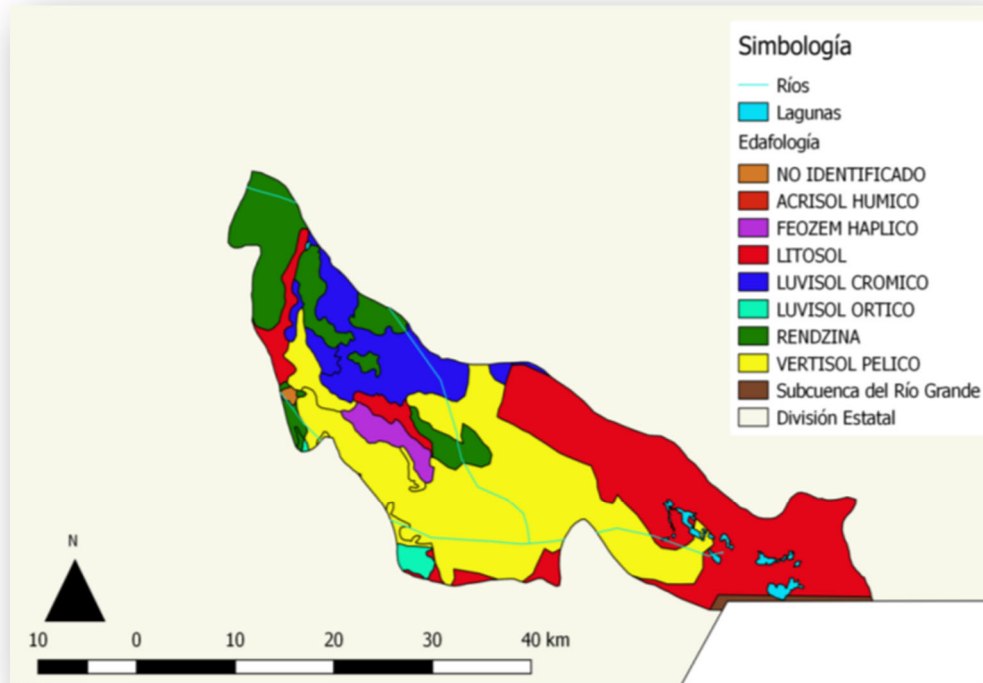 Simbología
Ríos
Lagunas
Edafología
NO IDENTIFICADO
ACRISOL HUMICO
FEOZEM HAPLICO
LITOSOL
LUVISOL CROMICO
LUVISOL ORTICO
RENDZINA
VERTISOL PELICO
Subcuenca del Río Grande
División Estatal
N
10 0 10 20 30 40 km